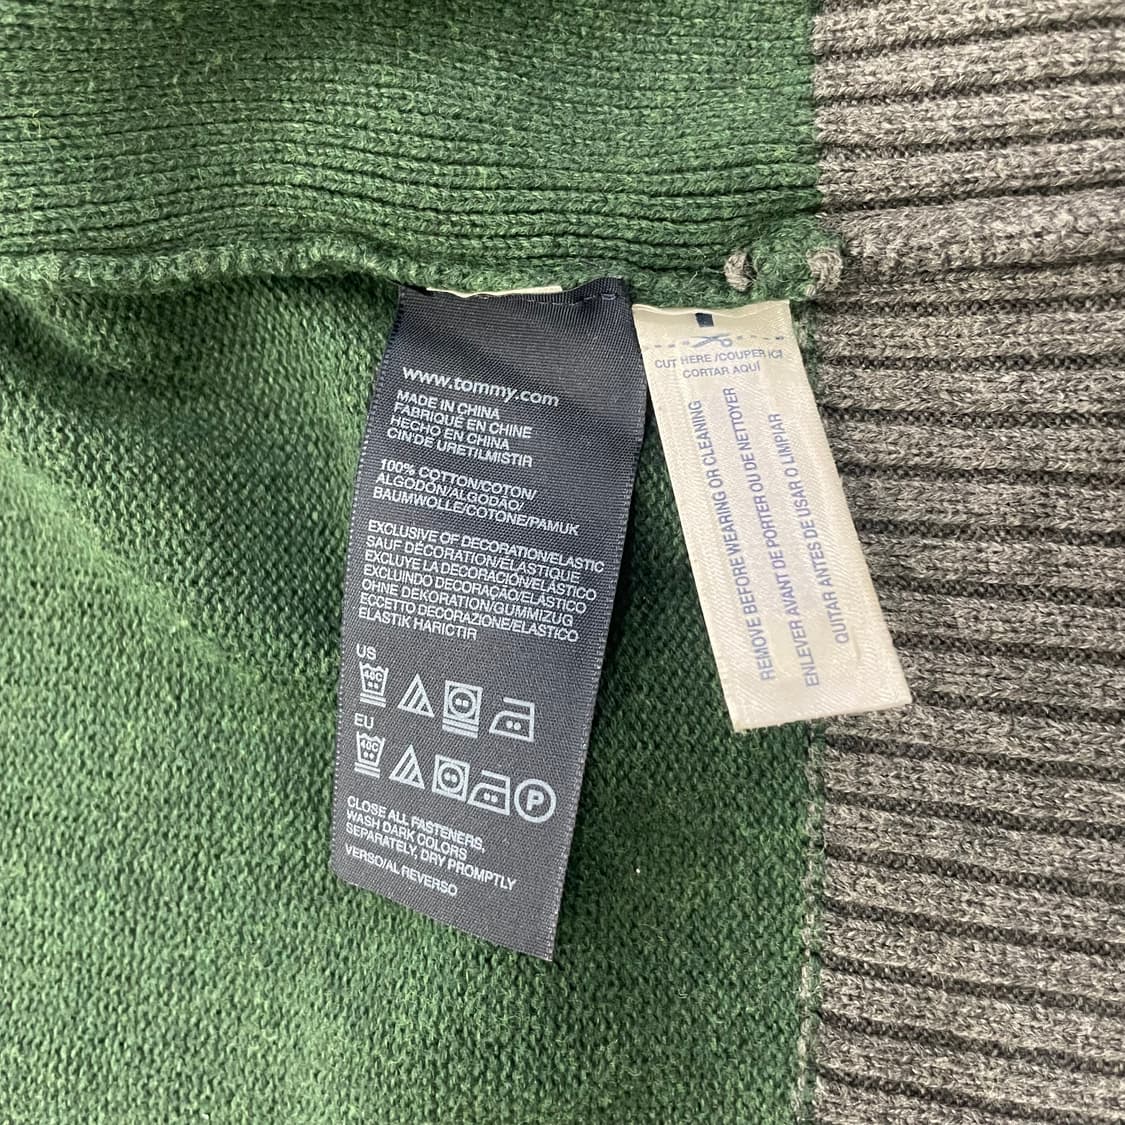 www.tommy.com
MADE IN CHINA
FABRIQUÉ EN CHINE
HECHO EN CHINA
CIN'DE URETILMISTIR
100% COTTON/COTON/
ALGODÓN/ALGODAO/
BAUMWOLLE/COTONE/PAMUK
EXCLUSIVE OF DECORATION/ELASTIC
SAUF DÉCORATION/ÉLASTIQUE
EXCLUYE LA DECORACIÓN/ELÁSTICO
EXCLUINDO DECORAÇAO/ELÁSTICO
OHNE DEKORATION/GUMMIZUG
ECCETTO DECORAZIONE/ELASTICO
ELASTIK HARICTIR
US
40C
EU
40C
P
CLOSE ALL FASTENERS,
WASH DARK COLORS
SEPARATELY, DRY PROMPTLY
VERSO/AL REVERSO
CUT HERE /COUPER ICI
CORTAR AQUÍ
REMOVE BEFORE WEARING OR CLEANING
ENLEVER AVANT DE PORTER OU DE NETTOYER
QUITAR ANTES DE USAR O LIMPIAR